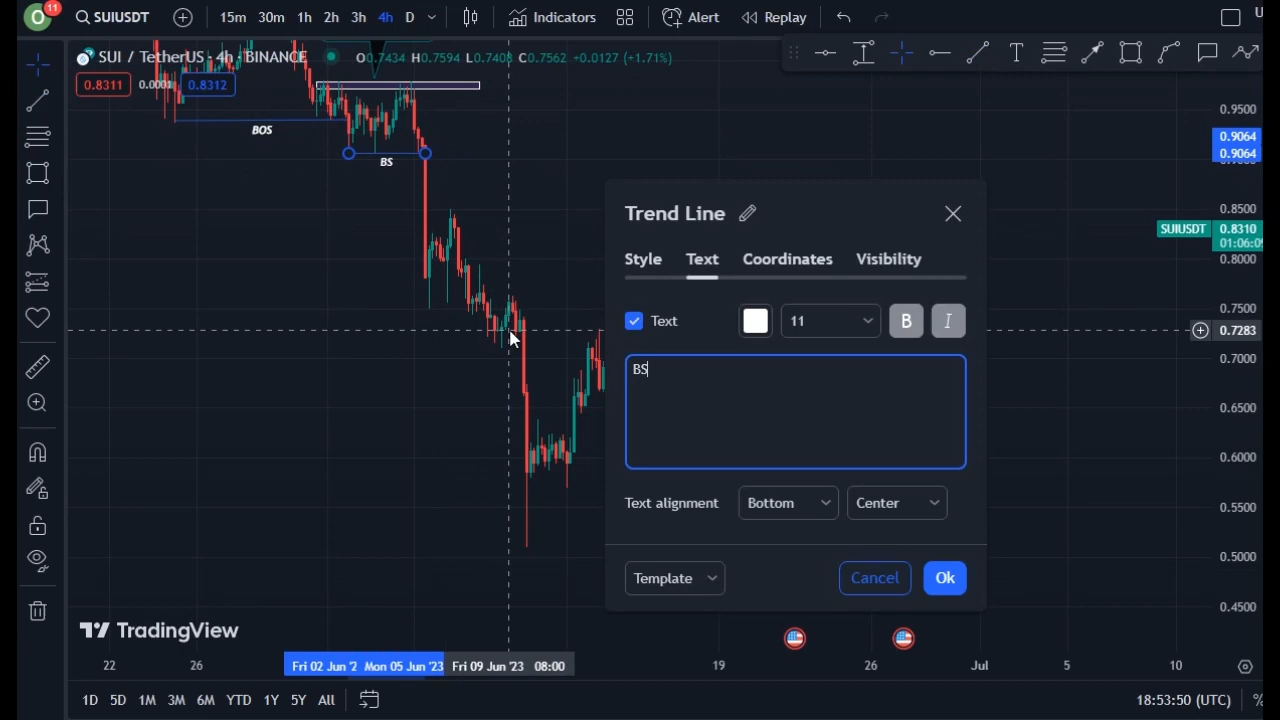 O 11 SUIUSDT 15m 30m 1h 2h 3h 4h D Indicators Alert Replay
SUI / TetherUS · 4h · BINANCE O0.7434 H0.7594 L0.7408 C0.7562 +0.0127 (+1.71%)
0.8311 0.0001 0.8312
BOS
BS
0.9500
0.9064
0.9064
0.8500
SUIUSDT 0.8310
01:06:09
0.8000
0.7500
0.7283
0.7000
0.6500
0.6000
0.5500
0.5000
0.4500
Trend Line
Style Text Coordinates Visibility
Text 11 B I
BS
Text alignment Bottom Center
Template Cancel Ok
TradingView
22 26 Fri 02 Jun '2 Mon 05 Jun '23 Fri 09 Jun '23 08:00 19 26 Jul 5 10
1D 5D 1M 3M 6M YTD 1Y 5Y All 18:53:50 (UTC) %